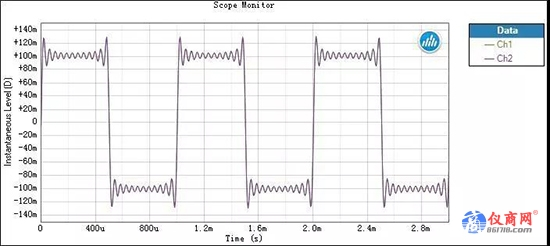 Scope Monitor
Data
Ch1
Ch2
Instantaneous Level (D)
+140m
+120m
+100m
+80m
+60m
+40m
+20m
0
-20m
-40m
-60m
-80m
-100m
-120m
-140m
0
400u
800u
1.2m
1.6m
2.0m
2.4m
2.8m
Time (s)
仪商网
861718.com